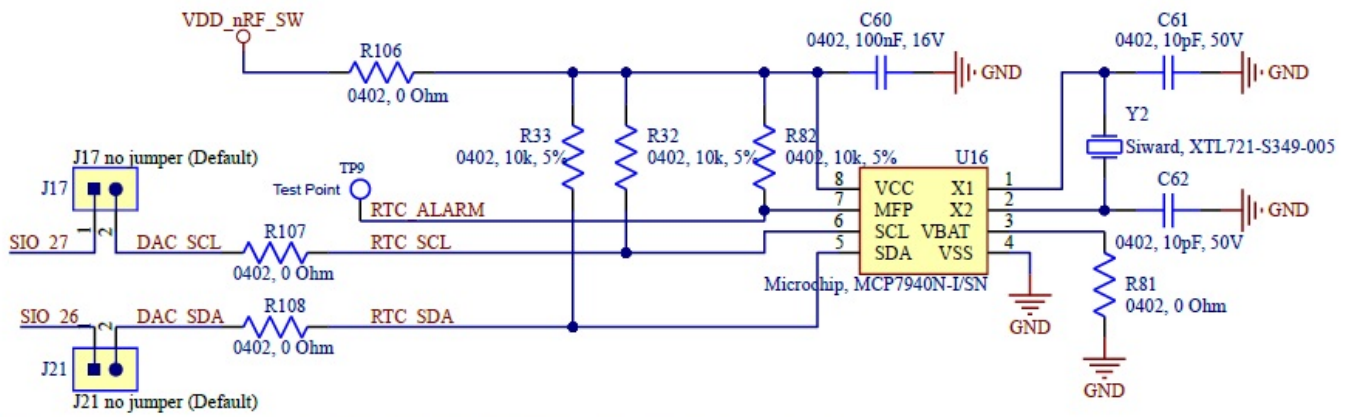 VDD_nRF_SW
R106
0402, 0 Ohm
C60
0402, 100nF, 16V
GND
C61
0402, 10pF, 50V
GND
R33
0402, 10k, 5%
R32
0402, 10k, 5%
R82
0402, 10k, 5%
Y2
Siward, XTL721-S349-005
J17 no jumper (Default)
J17
1
2
TP9
Test Point
RTC_ALARM
U16
8 VCC X1 1
7 MFP X2 2
6 SCL VBAT 3
5 SDA VSS 4
Microchip, MCP7940N-I/SN
C62
0402, 10pF, 50V
GND
SIO_27
DAC_SCL
R107
0402, 0 Ohm
RTC_SCL
R81
0402, 0 Ohm
GND
GND
SIO_26
1
2
DAC_SDA
R108
0402, 0 Ohm
RTC_SDA
J21
J21 no jumper (Default)